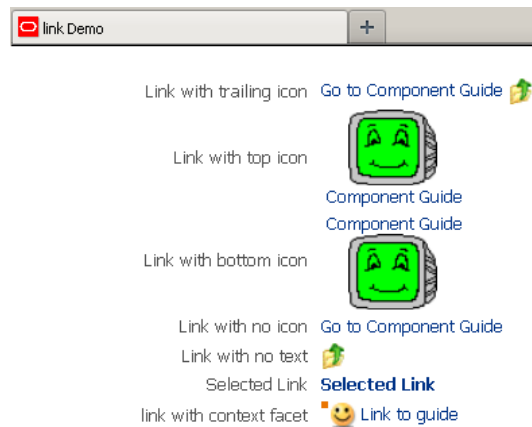 link Demo +
Link with trailing icon Go to Component Guide
Link with top icon
Component Guide
Component Guide
Link with bottom icon
Link with no icon Go to Component Guide
Link with no text
Selected Link Selected Link
link with context facet Link to guide